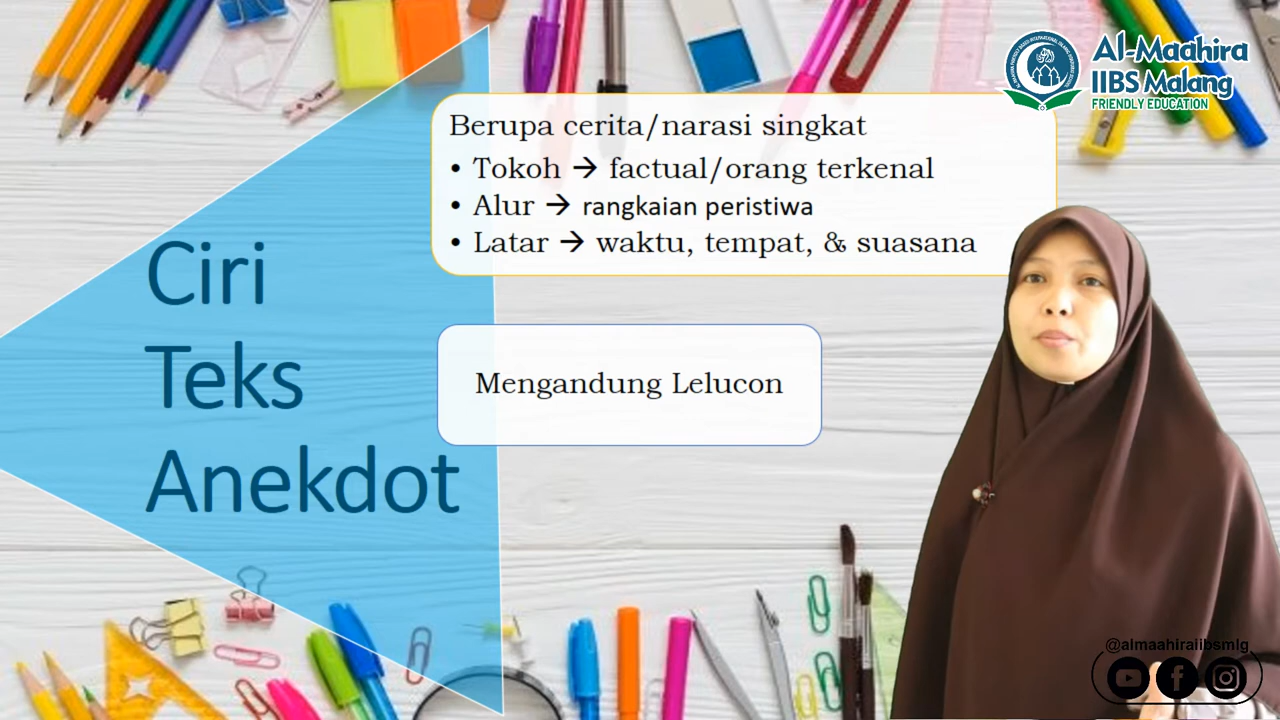 Al-Maahira
IIBS Malang
FRIENDLY EDUCATION
Berupa cerita/narasi singkat
• Tokoh → factual/orang terkenal
• Alur → rangkaian peristiwa
• Latar → waktu, tempat, & suasana
Ciri
Teks
Anekdot
Mengandung Lelucon
@almaahiraiibsmlg